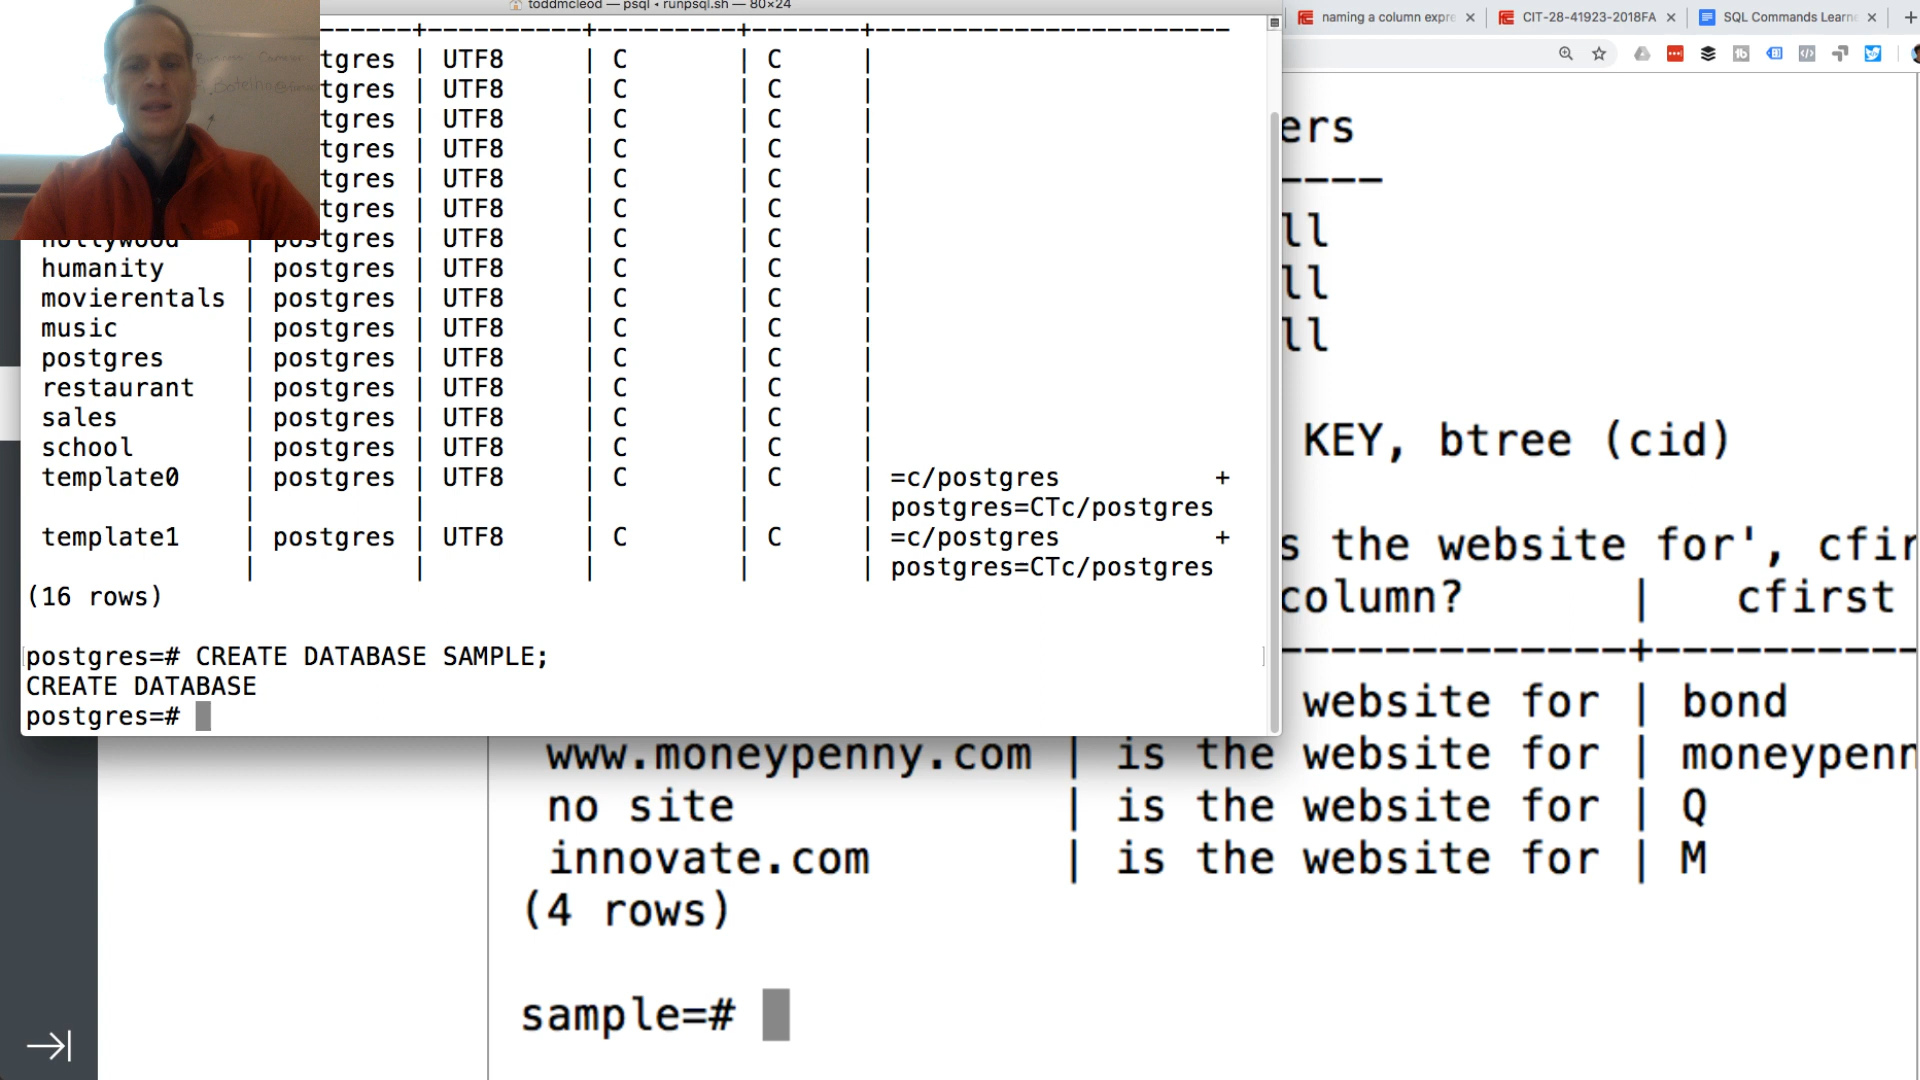 toddmcleod — psql • runpsql.sh — 80×24
naming a column expre
CIT-28-41923-2018FA
SQL Commands Learn
----+----------+---------+-------+-----------------------
tgres | UTF8 | C | C |
tgres | UTF8 | C | C |
tgres | UTF8 | C | C |
tgres | UTF8 | C | C |
tgres | UTF8 | C | C |
tgres | UTF8 | C | C |
hollywood | postgres | UTF8 | C | C |
humanity | postgres | UTF8 | C | C |
movierentals | postgres | UTF8 | C | C |
music | postgres | UTF8 | C | C |
postgres | postgres | UTF8 | C | C |
restaurant | postgres | UTF8 | C | C |
sales | postgres | UTF8 | C | C |
school | postgres | UTF8 | C | C |
template0 | postgres | UTF8 | C | C | =c/postgres +
| | | | | postgres=CTc/postgres
template1 | postgres | UTF8 | C | C | =c/postgres +
| | | | | postgres=CTc/postgres
(16 rows)
postgres=# CREATE DATABASE SAMPLE;
CREATE DATABASE
postgres=#
ers
----
ll
ll
ll
KEY, btree (cid)
s the website for', cfir
column? | cfirst
-------------+----------
website for | bond
www.moneypenny.com | is the website for | moneypenn
no site | is the website for | Q
innovate.com | is the website for | M
(4 rows)
sample=#